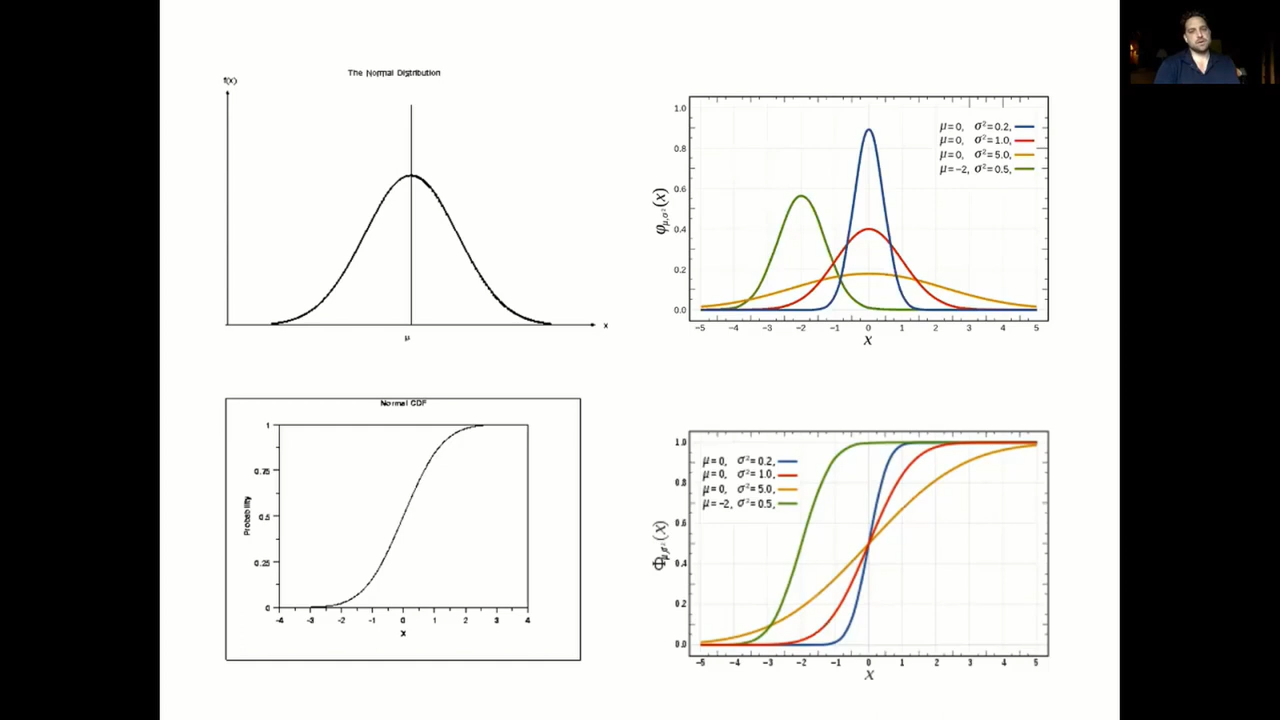 The Normal Distribution
f(x)
x
μ
φμ,σ²(x)
1.0
0.8
0.6
0.4
0.2
0.0
μ=0, σ²=0.2,
μ=0, σ²=1.0,
μ=0, σ²=5.0,
μ=−2, σ²=0.5,
−5 −4 −3 −2 −1 0 1 2 3 4 5
x
Normal CDF
Probability
1
0.75
0.5
0.25
0
-4 -3 -2 -1 0 1 2 3 4
X
Φμ,σ²(x)
1.0
0.8
0.6
0.4
0.2
0.0
μ=0, σ²=0.2,
μ=0, σ²=1.0,
μ=0, σ²=5.0,
μ=−2, σ²=0.5,
−5 −4 −3 −2 −1 0 1 2 3 4 5
x